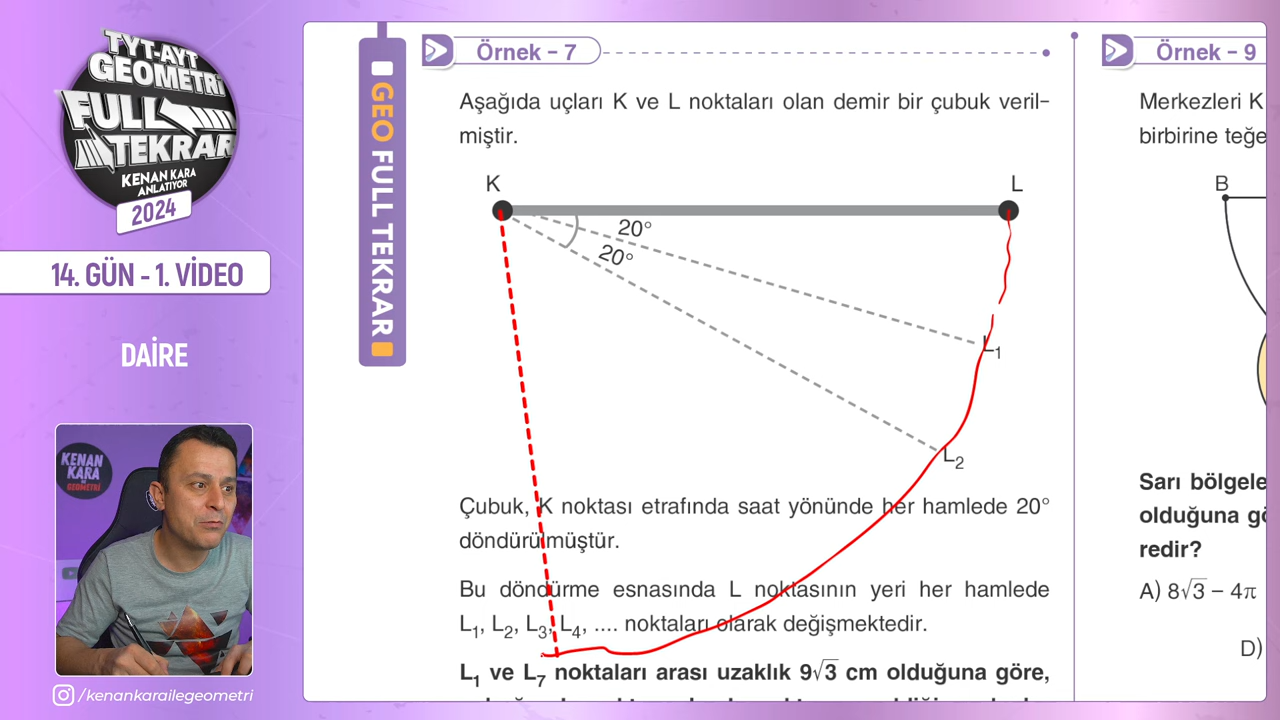 TYT-AYT
GEOMETRİ
FULL
TEKRAR
KENAN KARA
ANLATIYOR
2024
14. GÜN - 1. VİDEO
DAİRE
KENAN
KARA
GEOMETRİ
/kenankarailegeometri
GEO FULL TEKRAR
Örnek – 7
Aşağıda uçları K ve L noktaları olan demir bir çubuk veril-
miştir.
K
L
20°
20°
L₁
L₂
Çubuk, K noktası etrafında saat yönünde her hamlede 20°
döndürülmüştür.
Bu döndürme esnasında L noktasının yeri her hamlede
L₁, L₂, L₃, L₄, .... noktaları olarak değişmektedir.
L₁ ve L₇ noktaları arası uzaklık 9√3 cm olduğuna göre,
Örnek – 9
Merkezleri K
birbirine teğe
B
Sarı bölgele
olduğuna gö
redir?
A) 8√3 – 4π
D)